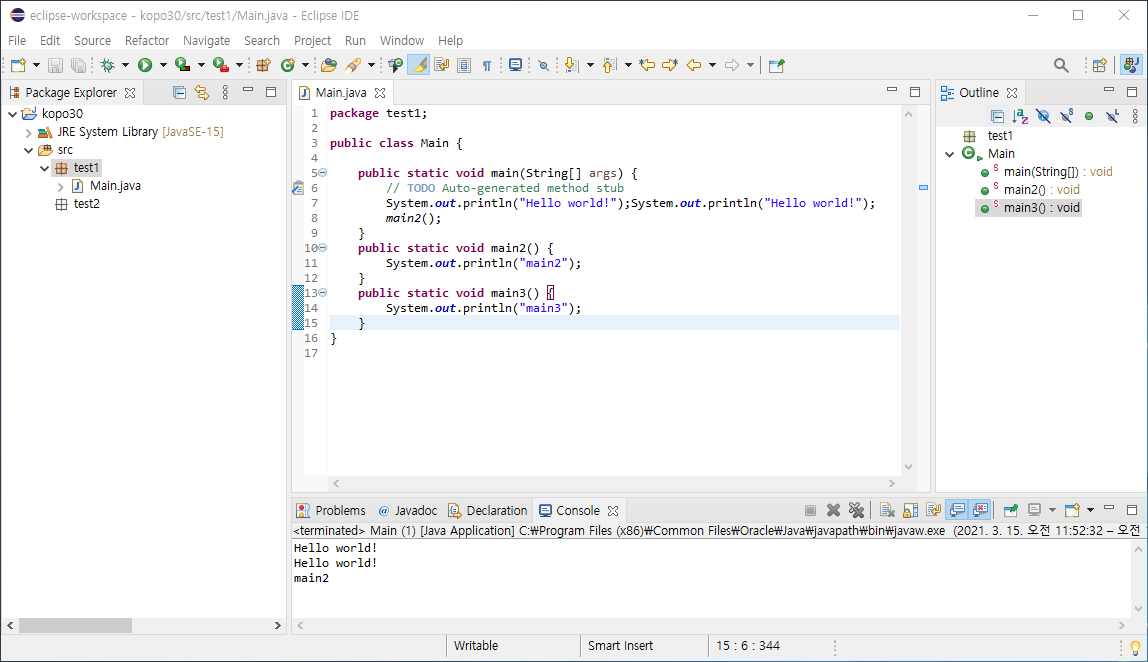 eclipse-workspace - kopo30/src/test1/Main.java - Eclipse IDE
File Edit Source Refactor Navigate Search Project Run Window Help
Package Explorer
kopo30
JRE System Library [JavaSE-15]
src
test1
Main.java
test2
Main.java
1 package test1;
2
3 public class Main {
4
5 public static void main(String[] args) {
6 // TODO Auto-generated method stub
7 System.out.println("Hello world!");System.out.println("Hello world!");
8 main2();
9 }
10 public static void main2() {
11 System.out.println("main2");
12 }
13 public static void main3() {
14 System.out.println("main3");
15 }
16 }
17
Outline
test1
Main
main(String[]) : void
main2() : void
main3() : void
Problems @ Javadoc Declaration Console
<terminated> Main (1) [Java Application] C:₩Program Files (x86)₩Common Files₩Oracle₩Java₩javapath₩bin₩javaw.exe (2021. 3. 15. 오전 11:52:32 – 오전
Hello world!
Hello world!
main2
Writable Smart Insert 15 : 6 : 344